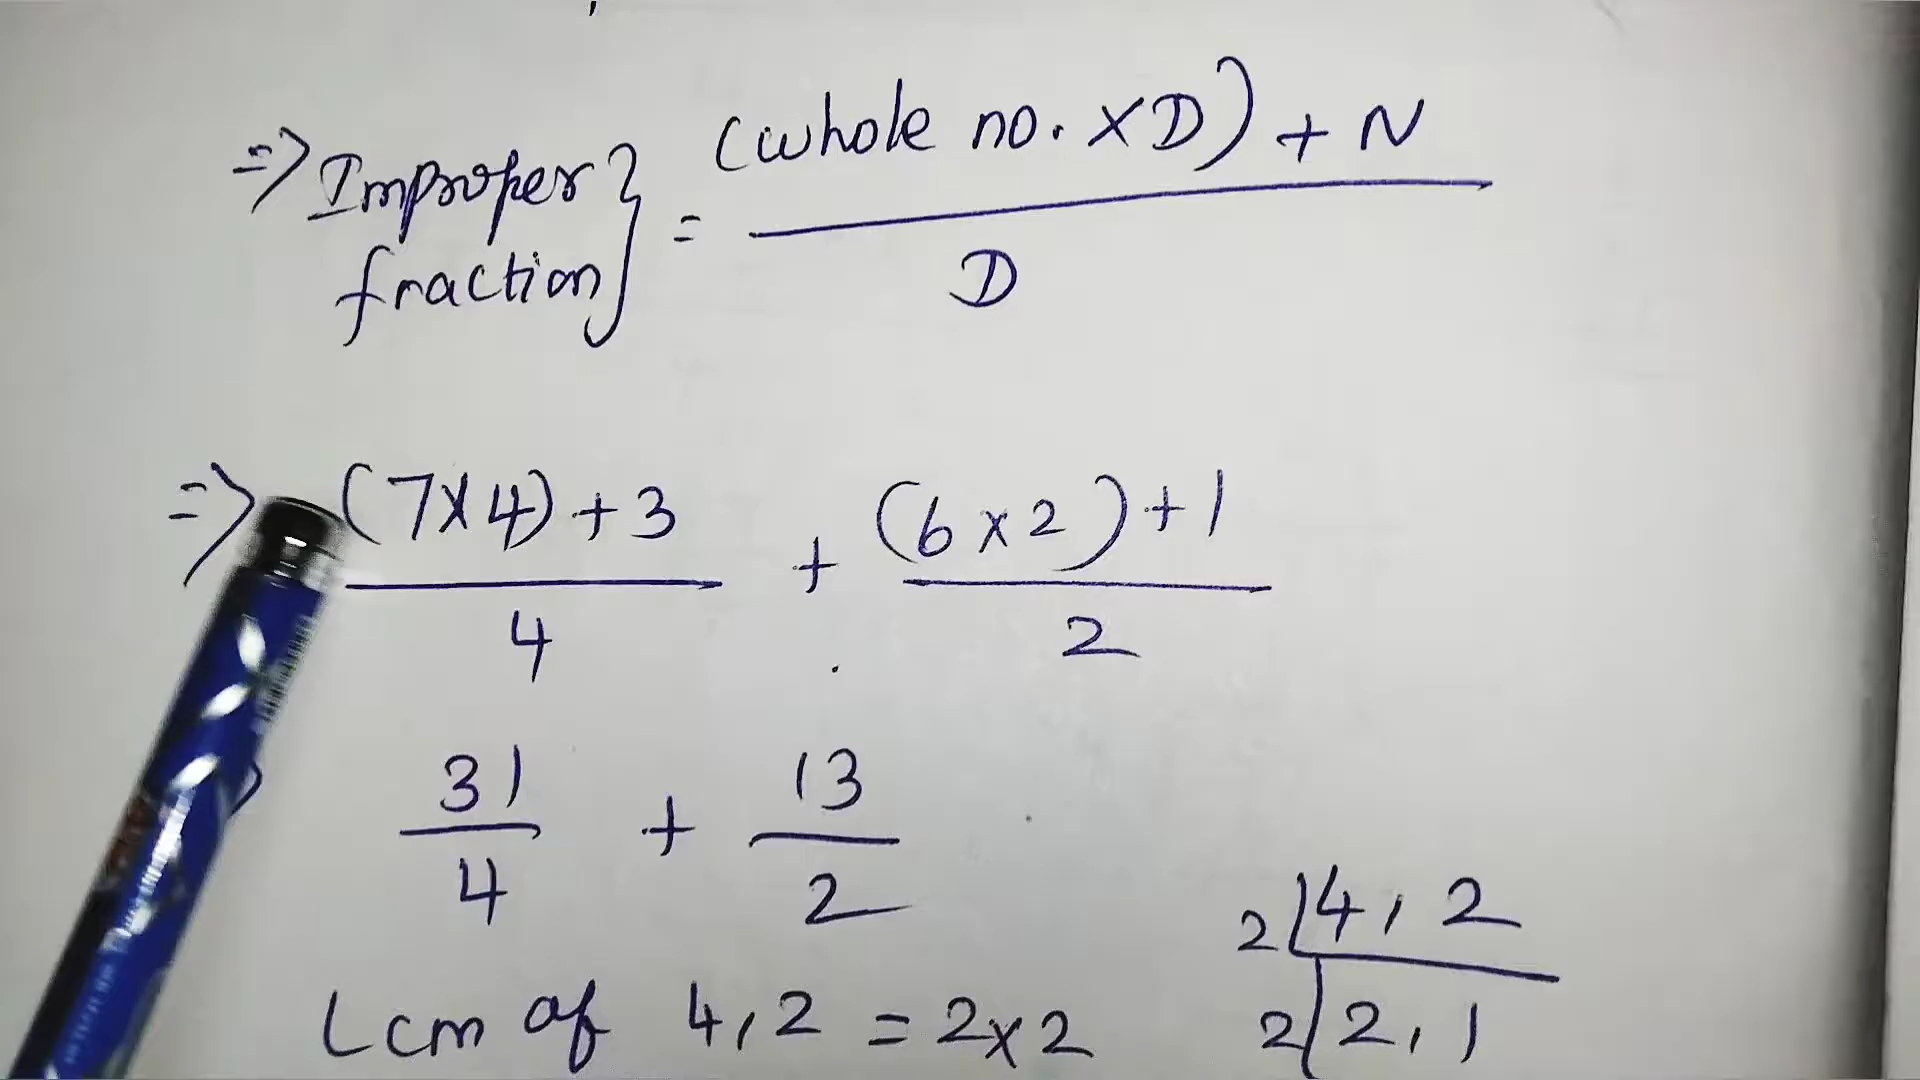 => Improper fraction } = (whole no. × D) + N / D
=> (7×4)+3 / 4 + (6×2)+1 / 2
31/4 + 13/2
2 | 4, 2
Lcm of 4,2 = 2×2
2 | 2, 1